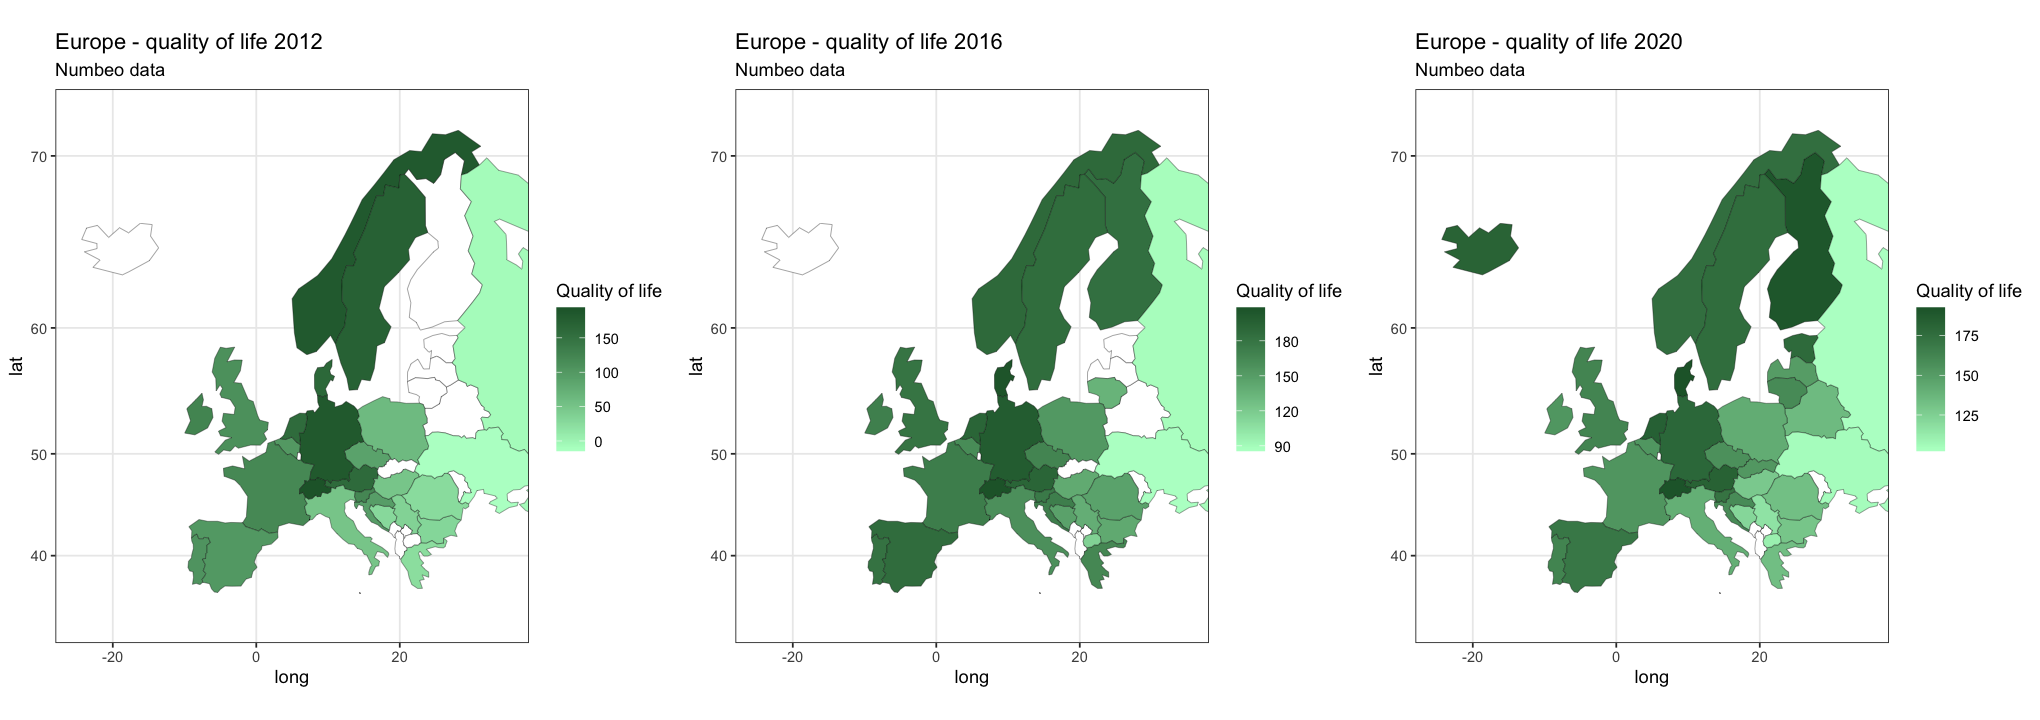 Europe - quality of life 2012
Numbeo data
70
60
50
40
lat
-20
0
20
long
Quality of life
150
100
50
0
Europe - quality of life 2016
Numbeo data
70
60
50
40
lat
-20
0
20
long
Quality of life
180
150
120
90
Europe - quality of life 2020
Numbeo data
70
60
50
40
lat
-20
0
20
long
Quality of life
175
150
125